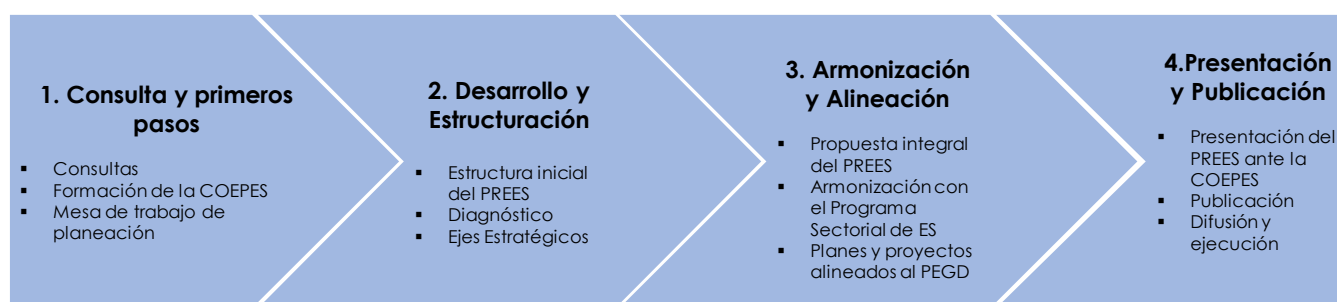 1. Consulta y primeros
pasos
▪ Consultas
▪ Formación de la COEPES
▪ Mesa de trabajo de
planeación
2. Desarrollo y
Estructuración
▪ Estructura inicial
del PREES
▪ Diagnóstico
▪ Ejes Estratégicos
3. Armonización
y Alineación
▪ Propuesta integral
del PREES
▪ Armonización con
el Programa
Sectorial de ES
▪ Planes y proyectos
alineados al PEGD
4.Presentación
y Publicación
▪ Presentación del
PREES ante la
COEPES
▪ Publicación
▪ Difusión y
ejecución